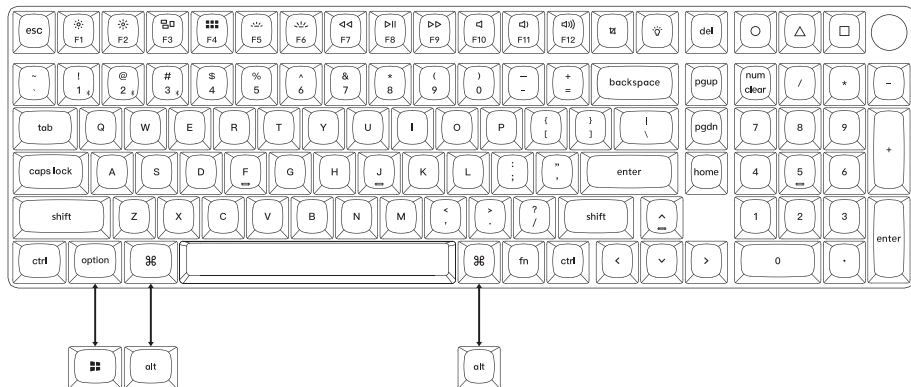 esc F1 F2 F3 F4 F5 F6 F7 F8 F9 F10 F11 F12 del
~ ! @ # $ % ^ & * ( ) — +
` 1 2 3 4 5 6 7 8 9 0 - = backspace pgup num clear / * −
tab Q W E R T Y U I O P { [ } ] | \ pgdn 7 8 9 +
caps lock A S D F G H J K L : ; " ' enter home 4 5 6
shift Z X C V B N M < , > . ? / shift ^ 1 2 3 enter
ctrl option ⌘ ⌘ fn ctrl < ⌄ > 0 .
alt alt